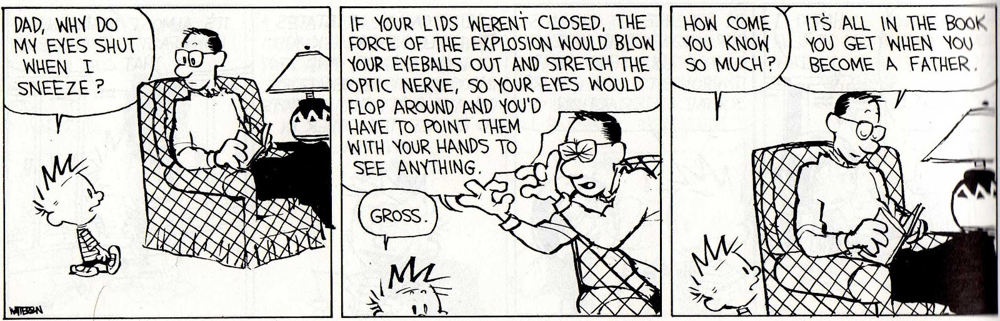 DAD, WHY DO
MY EYES SHUT
WHEN I
SNEEZE?
WATTERSON
IF YOUR LIDS WEREN'T CLOSED, THE
FORCE OF THE EXPLOSION WOULD BLOW
YOUR EYEBALLS OUT AND STRETCH THE
OPTIC NERVE, SO YOUR EYES WOULD
FLOP AROUND AND YOU'D
HAVE TO POINT THEM
WITH YOUR HANDS TO
SEE ANYTHING.
GROSS.
HOW COME
YOU KNOW
SO MUCH?
IT'S ALL IN THE BOOK
YOU GET WHEN YOU
BECOME A FATHER.